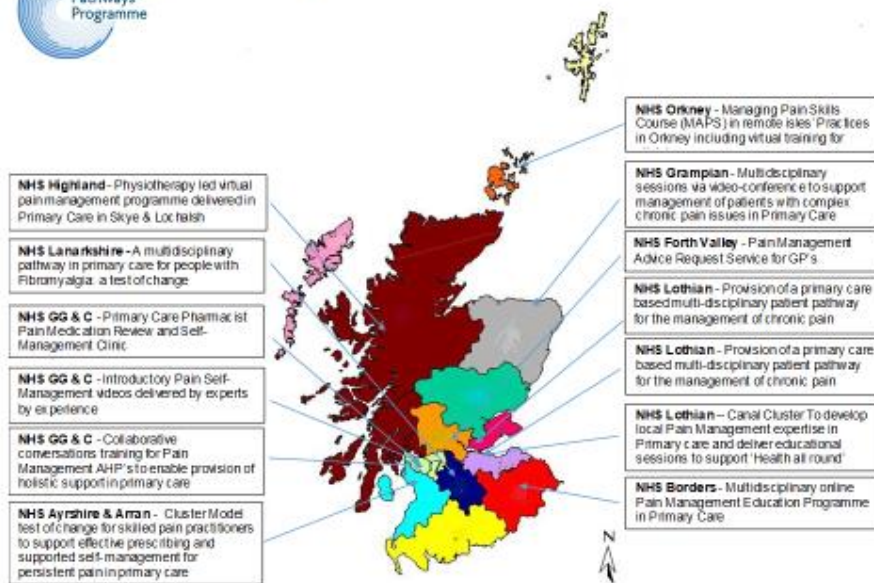 Programme
NHS Orkney - Managing Pain Skills
Course (MAPS) in remote isles' Practices
in Orkney including virtual training for
NHS Grampian - Multidisciplinary
sessions via video-conference to support
management of patients with complex
chronic pain issues in Primary Care
NHS Forth Valley - Pain Management
Advice Request Service for GP's
NHS Lothian - Provision of a primary care
based multi-disciplinary patient pathway
for the management of chronic pain
NHS Lothian - Provision of a primary care
based multi-disciplinary patient pathway
for the management of chronic pain
NHS Lothian – Canal Cluster To develop
local Pain Management expertise in
Primary care and deliver educational
sessions to support 'Health all round'
NHS Borders - Multidisciplinary online
Pain Management Education Programme
in Primary Care
NHS Highland - Physiotherapy led virtual
pain management programme delivered in
Primary Care in Skye & Lochalsh
NHS Lanarkshire - A multidisciplinary
pathway in primary care for people with
Fibromyalgia: a test of change
NHS GG & C - Primary Care Pharmacist
Pain Medication Review and Self-
Management Clinic
NHS GG & C - Introductory Pain Self-
Management videos delivered by experts
by experience
NHS GG & C - Collaborative
conversations training for Pain
Management AHP's to enable provision of
holistic support in primary care
NHS Ayrshire & Arran - Cluster Model
test of change for skilled pain practitioners
to support effective prescribing and
supported self-management for
persistent pain in primary care
N